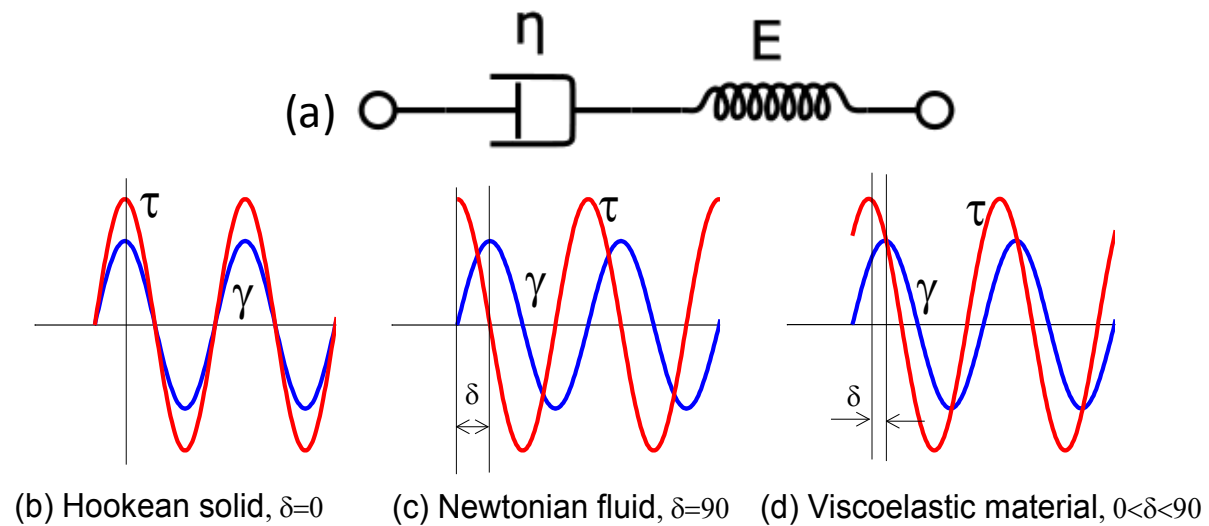 η E
(a)
τ τ τ
γ γ γ
δ δ
(b) Hookean solid, δ=0 (c) Newtonian fluid, δ=90 (d) Viscoelastic material, 0<δ<90